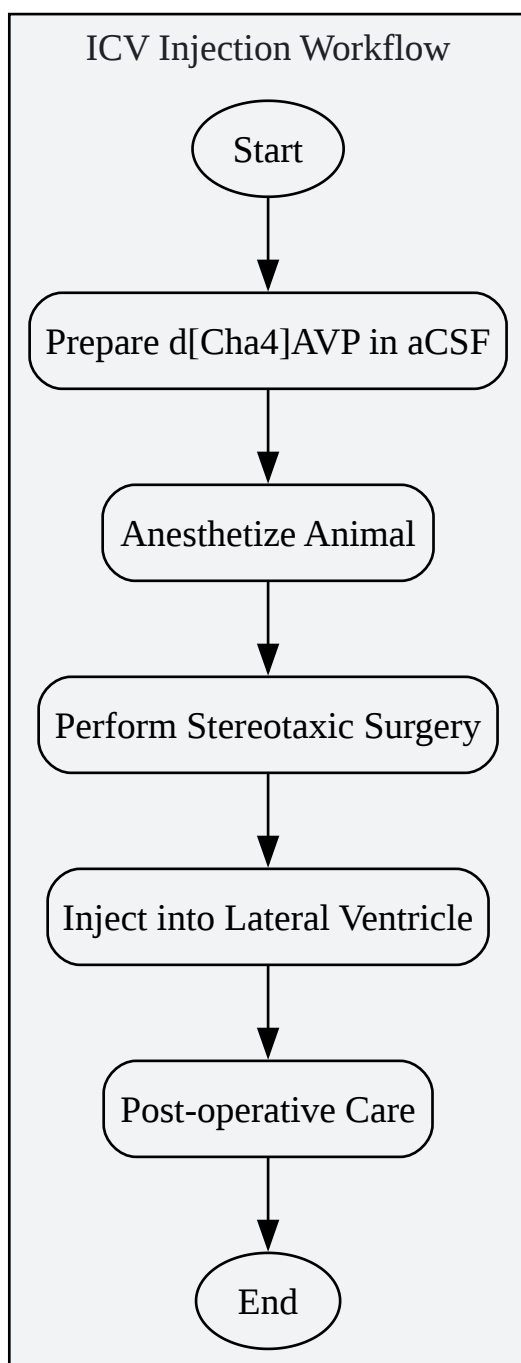 ICV Injection Workflow
Start
Prepare d[Cha4]AVP in aCSF
Anesthetize Animal
Perform Stereotaxic Surgery
Inject into Lateral Ventricle
Post-operative Care
End